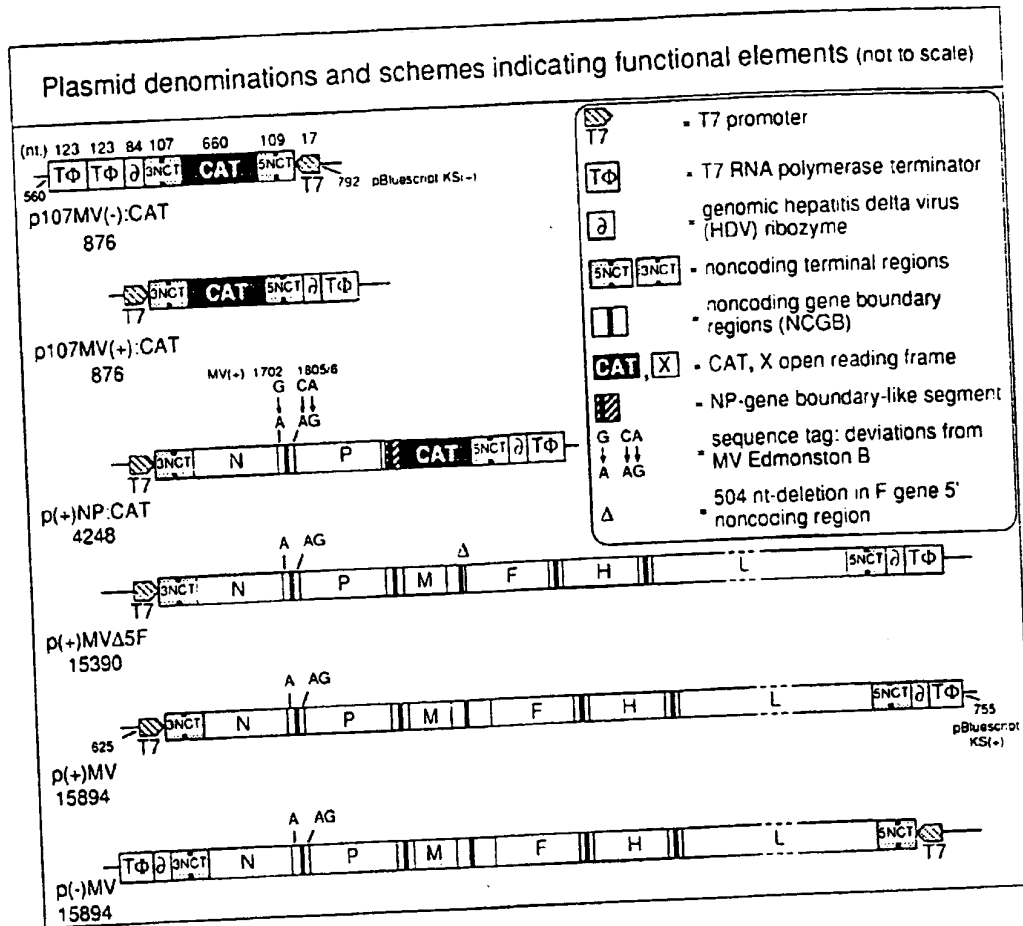 Plasmid denominations and schemes indicating functional elements (not to scale)
(nt.) 123 123 84 107 660 109 17
TΦ TΦ ∂ 3NCT CAT 5NCT
560 T7 792 pBluescript KS(-)
p107MV(-):CAT
876
3NCT CAT 5NCT ∂ TΦ
T7
p107MV(+):CAT
876
MV(+) 1702 1805/6
G CA
A AG
3NCT N P CAT 5NCT ∂ TΦ
T7
p(+)NP:CAT
4248
A AG Δ
3NCT N P M F H L 5NCT ∂ TΦ
T7
p(+)MVΔ5F
15390
A AG
3NCT N P M F H L 5NCT ∂ TΦ
625 T7 755
pBluescript
KS(+)
p(+)MV
15894
A AG
TΦ ∂ 3NCT N P M F H L 5NCT
T7
p(-)MV
15894
T7 - T7 promoter
TΦ - T7 RNA polymerase terminator
∂ - genomic hepatitis delta virus
(HDV) ribozyme
5NCT 3NCT - noncoding terminal regions
- noncoding gene boundary
regions (NCGB)
CAT, X - CAT, X open reading frame
- NP-gene boundary-like segment
G CA sequence tag: deviations from
A AG - MV Edmonston B
Δ - 504 nt-deletion in F gene 5'
noncoding region